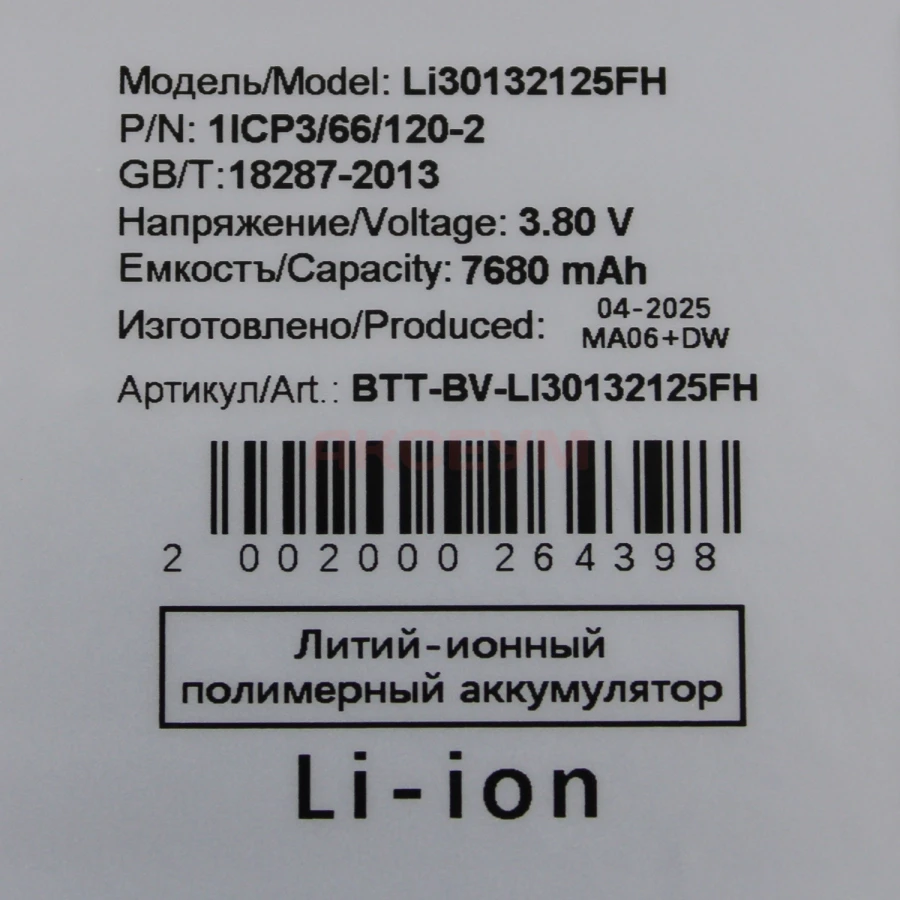 Модель/Model: Li30132125FH
P/N: 1ICP3/66/120-2
GB/T:18287-2013
Напряжение/Voltage: 3.80 V
Емкостъ/Capacity: 7680 mAh
Изготовлено/Produced: 04-2025
MA06+DW
Артикул/Art.: BTT-BV-LI30132125FH
АКСЕУМ
2 002000 264398
Литий-ионный
полимерный аккумулятор
Li-ion